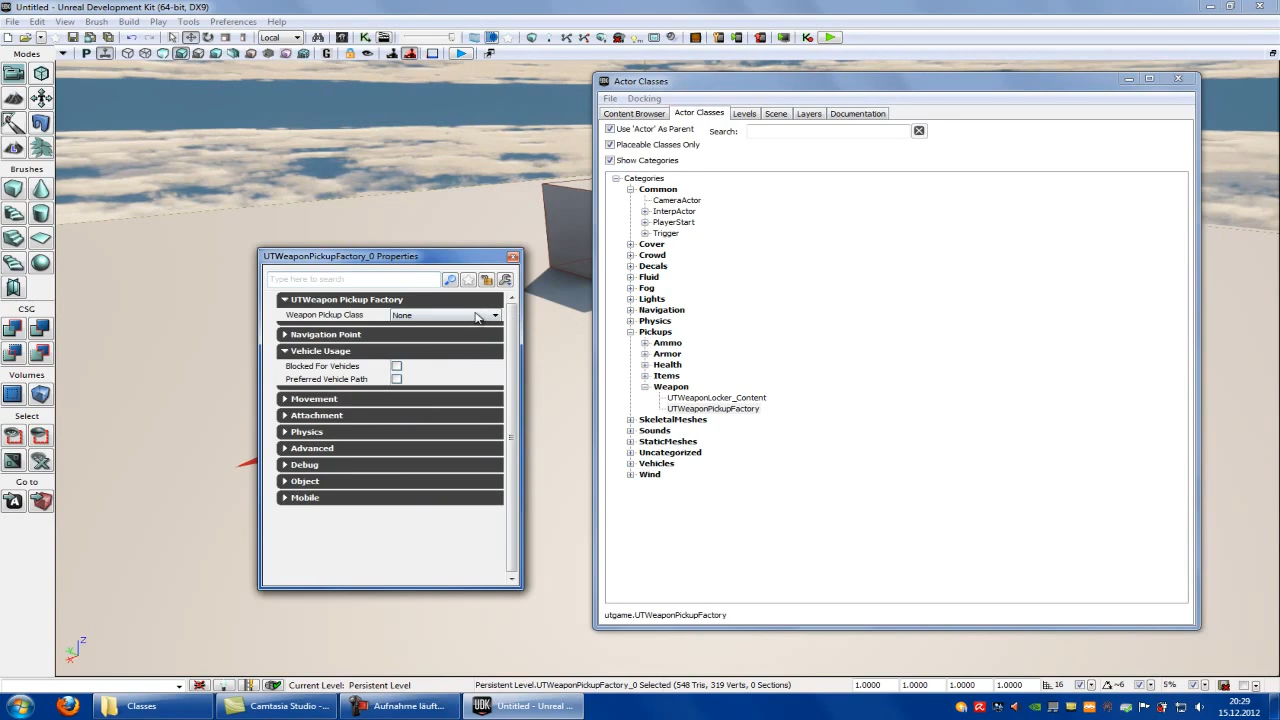 Untitled - Unreal Development Kit (64-bit, DX9)
File Edit View Brush Build Play Tools Preferences Help
Local
Modes
P
G
Brushes
CSG
Volumes
Select
Go to
UTWeaponPickupFactory_0 Properties
Type here to search
UTWeapon Pickup Factory
Weapon Pickup Class None
Navigation Point
Vehicle Usage
Blocked For Vehicles
Preferred Vehicle Path
Movement
Attachment
Physics
Advanced
Debug
Object
Mobile
UDK Actor Classes
File Docking
Content Browser Actor Classes Levels Scene Layers Documentation
Use 'Actor' As Parent Search:
Placeable Classes Only
Show Categories
Categories
Common
CameraActor
InterpActor
PlayerStart
Trigger
Cover
Crowd
Decals
Fluid
Fog
Lights
Navigation
Physics
Pickups
Ammo
Armor
Health
Items
Weapon
UTWeaponLocker_Content
UTWeaponPickupFactory
SkeletalMeshes
Sounds
StaticMeshes
Uncategorized
Vehicles
Wind
utgame.UTWeaponPickupFactory
Z
Current Level: Persistent Level Persistent Level.UTWeaponPickupFactory_0 Selected (548 Tris, 319 Verts, 0 Sections) 1.0000 1.0000 1.0000 1.0000 16 ~6 5%
Classes Camtasia Studio -... Aufnahme läuft... UDK Untitled - Unreal ... 20:29
15.12.2012